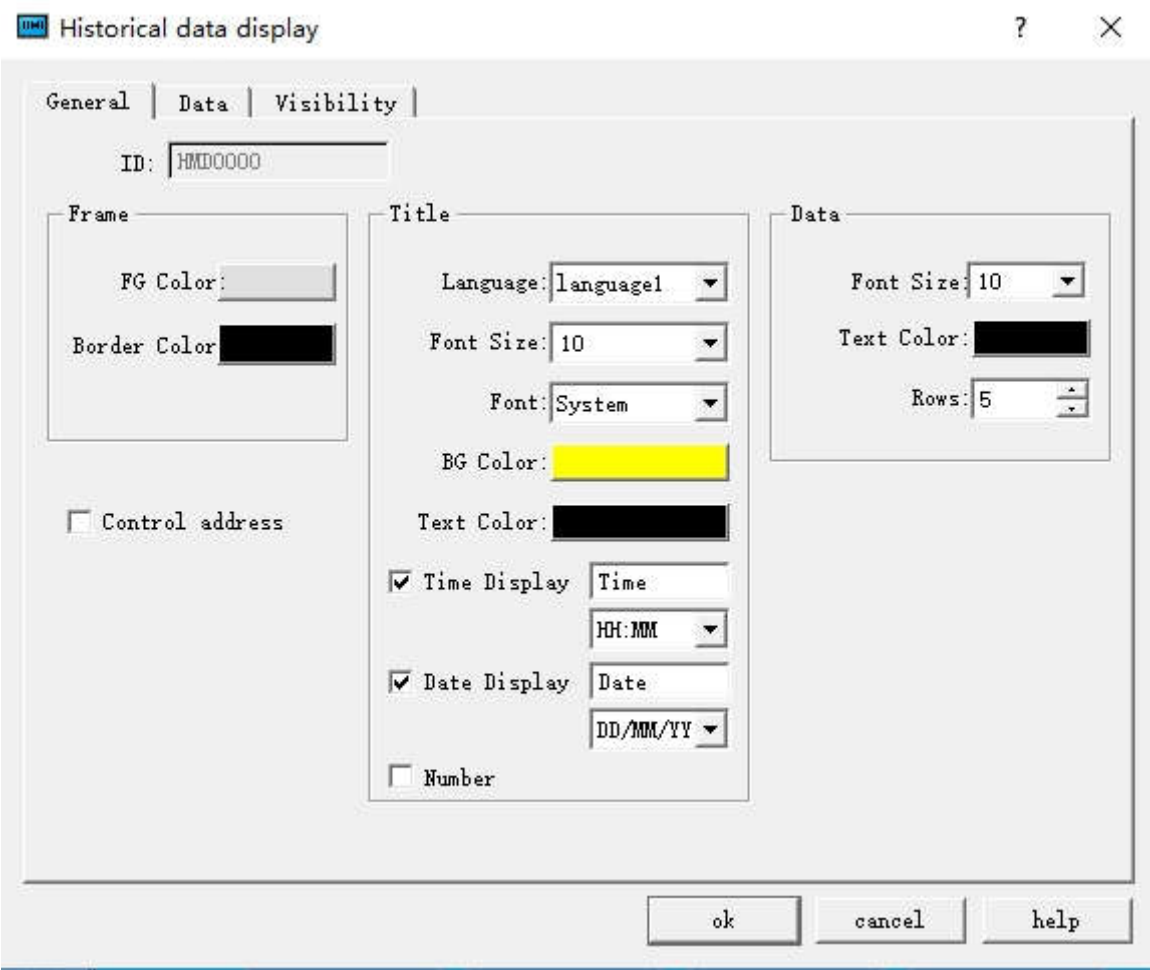 Historical data display
?
General
Data
Visibility
ID: HMD0000
Frame
FG Color:
Border Color
Control address
Title
Language: language1
Font Size: 10
Font: System
BG Color:
Text Color:
Time Display Time
HH:MM
Date Display Date
DD/MM/YY
Number
Data
Font Size: 10
Text Color:
Rows: 5
ok
cancel
help